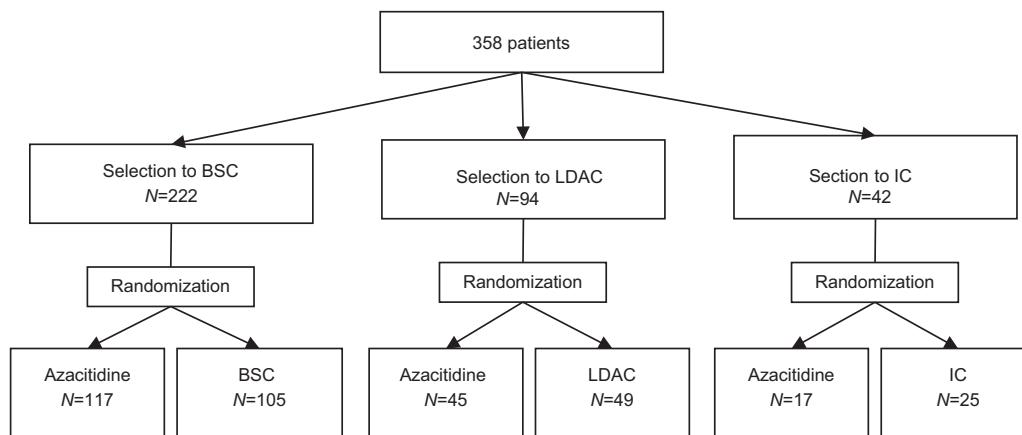 358 patients
Selection to BSC
N=222
Selection to LDAC
N=94
Section to IC
N=42
Randomization
Randomization
Randomization
Azacitidine
N=117
BSC
N=105
Azacitidine
N=45
LDAC
N=49
Azacitidine
N=17
IC
N=25